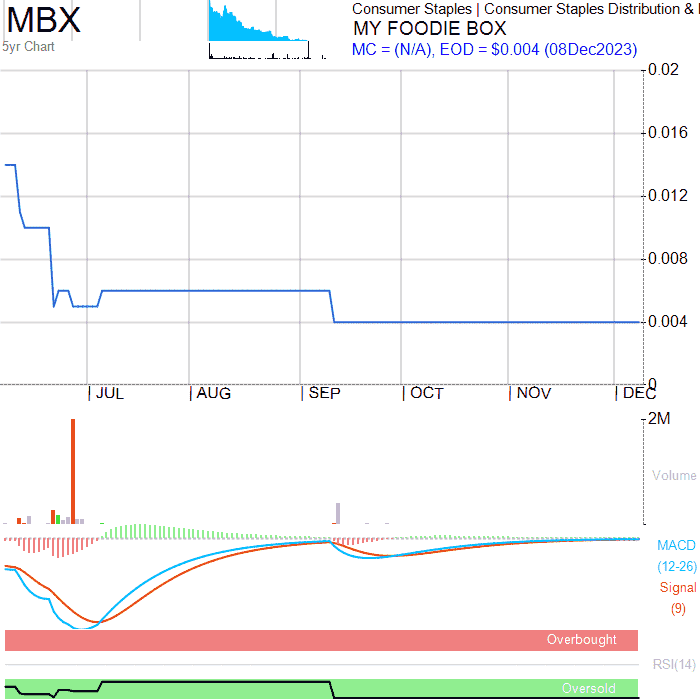 MBX
5yr Chart
Consumer Staples | Consumer Staples Distribution &
MY FOODIE BOX
MC = (N/A), EOD = $0.004 (08Dec2023)
0.02
0.016
0.012
0.008
0.004
0
JUL AUG SEP OCT NOV DEC
2M
Volume
MACD
(12-26)
Signal
(9)
Overbought
RSI(14)
Oversold